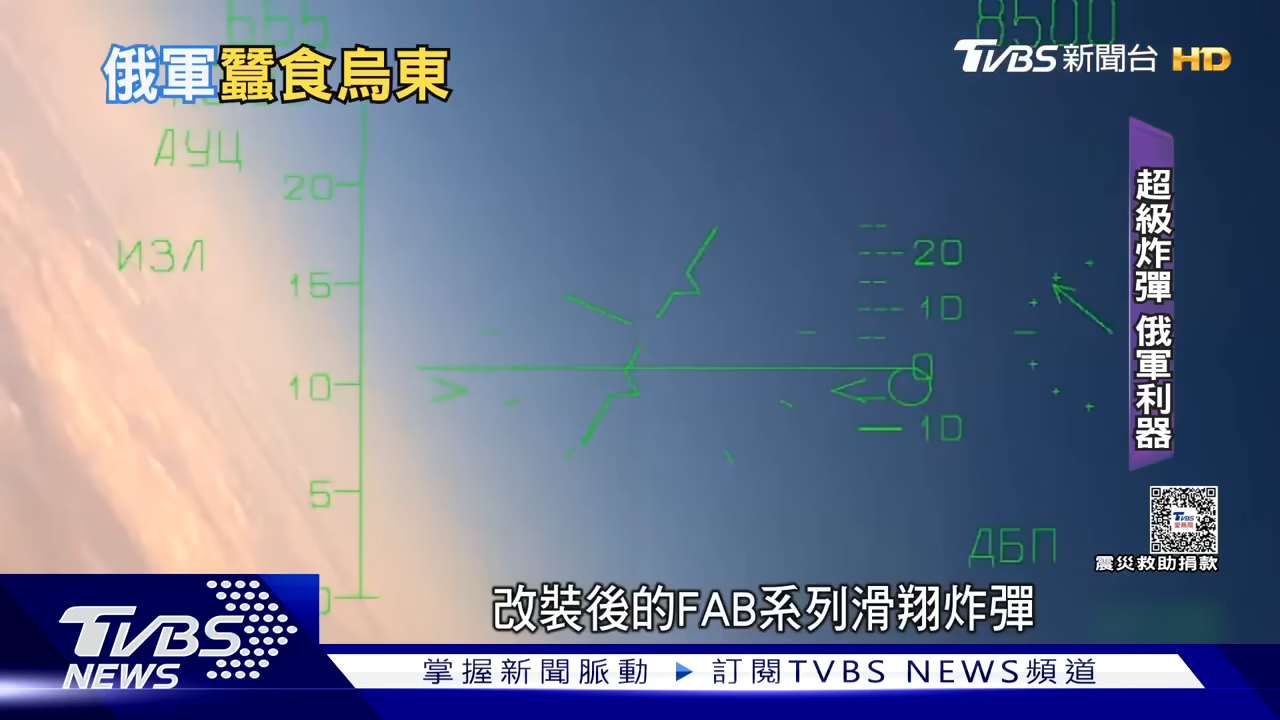 俄軍蠶食烏東
TVBS新聞台 HD
665
8500
АУЦ
ИЗЛ
20
15
10
5
20
10
0
10
ДБП
超級炸彈 俄軍利器
TVBS
震災救助捐款
改裝後的FAB系列滑翔炸彈
TVBS
NEWS
掌握新聞脈動 ▶ 訂閱TVBS NEWS頻道